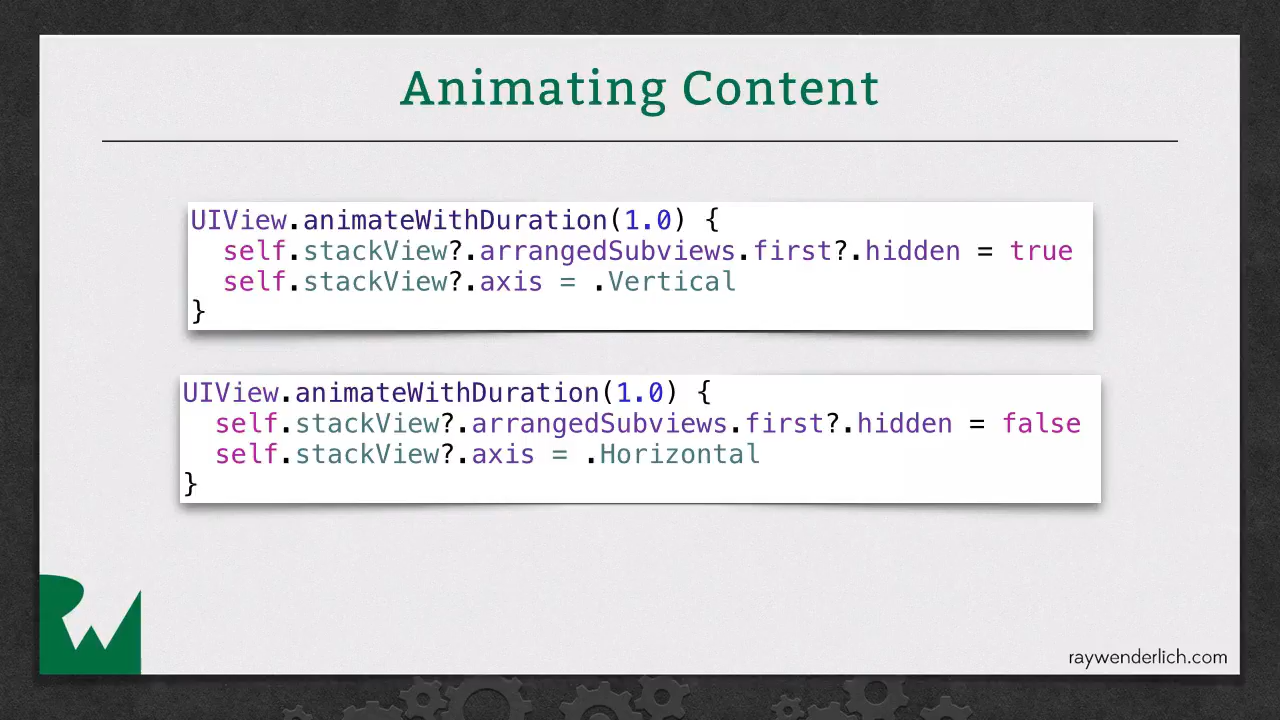 Animating Content
UIView.animateWithDuration(1.0) {
  self.stackView?.arrangedSubviews.first?.hidden = true
  self.stackView?.axis = .Vertical
}
UIView.animateWithDuration(1.0) {
  self.stackView?.arrangedSubviews.first?.hidden = false
  self.stackView?.axis = .Horizontal
}
RW
raywenderlich.com